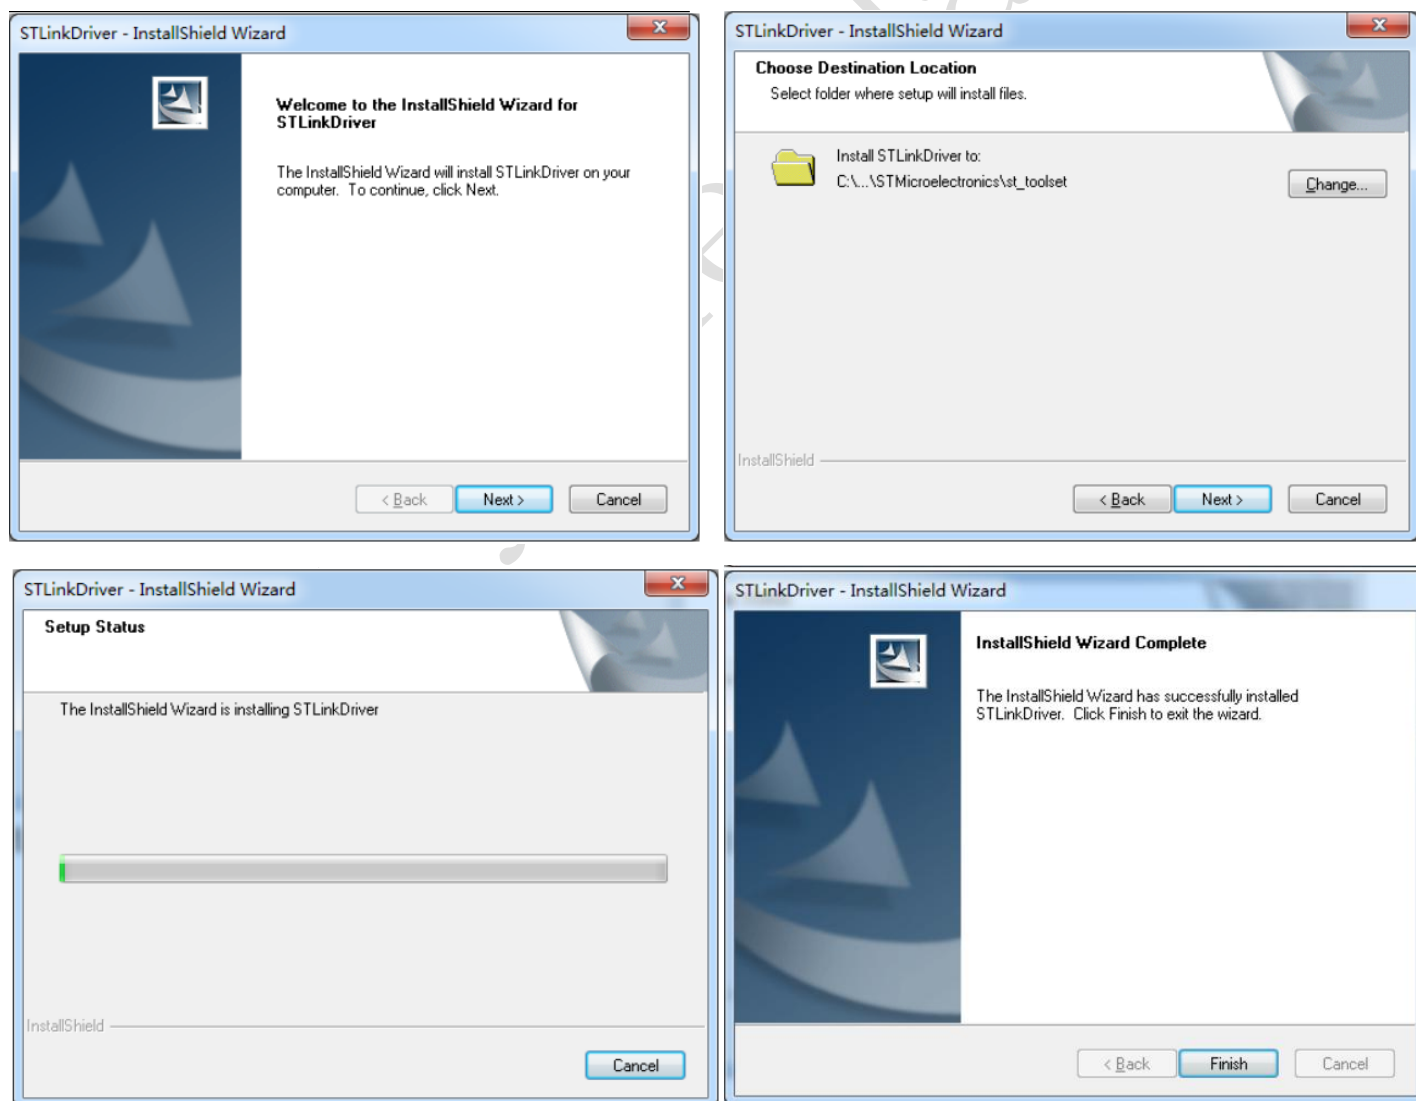 STLinkDriver - InstallShield Wizard
Welcome to the InstallShield Wizard for
STLinkDriver
The InstallShield Wizard will install STLinkDriver on your
computer. To continue, click Next.
< Back
Next >
Cancel
STLinkDriver - InstallShield Wizard
Choose Destination Location
Select folder where setup will install files.
Install STLinkDriver to:
C:\...\STMicroelectronics\st_toolset
Change...
InstallShield
< Back
Next >
Cancel
STLinkDriver - InstallShield Wizard
Setup Status
The InstallShield Wizard is installing STLinkDriver
InstallShield
Cancel
STLinkDriver - InstallShield Wizard
InstallShield Wizard Complete
The InstallShield Wizard has successfully installed
STLinkDriver. Click Finish to exit the wizard.
< Back
Finish
Cancel